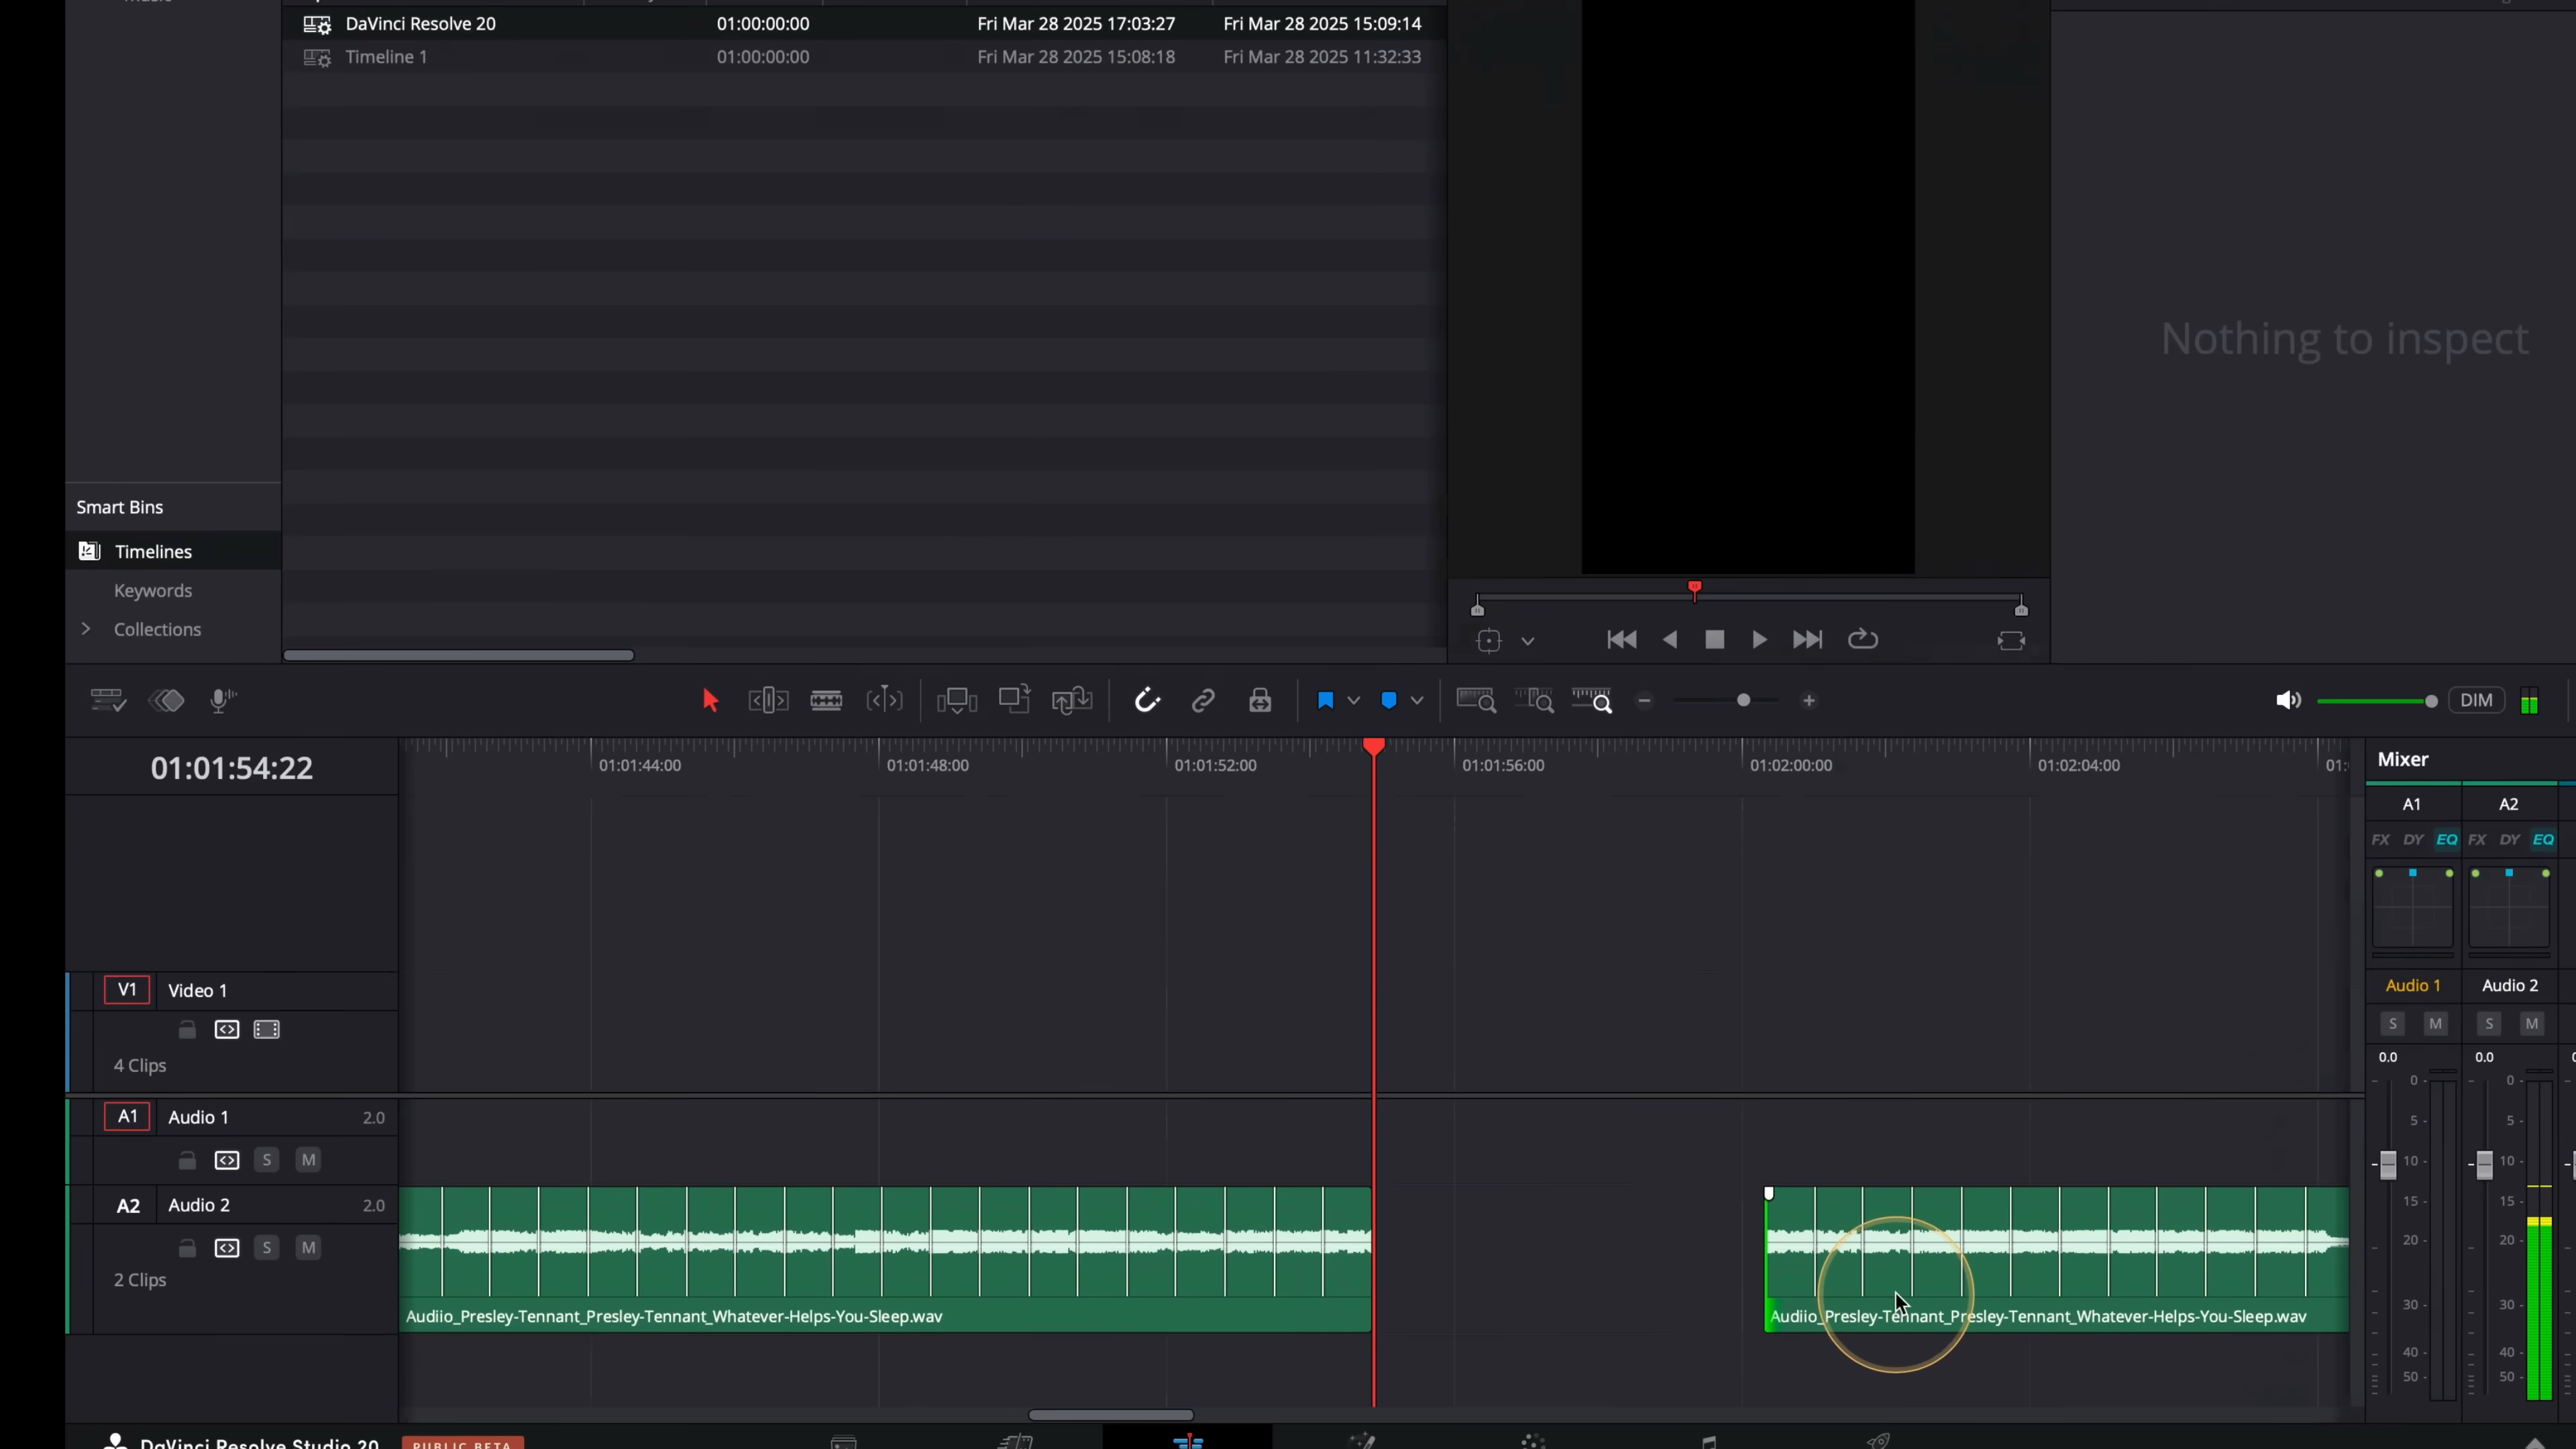 DaVinci Resolve 20 01:00:00:00 Fri Mar 28 2025 17:03:27 Fri Mar 28 2025 15:09:14
Timeline 1 01:00:00:00 Fri Mar 28 2025 15:08:18 Fri Mar 28 2025 11:32:33
Nothing to inspect
Smart Bins
Timelines
Keywords
Collections
DIM
01:01:54:22
01:01:44:00 01:01:48:00 01:01:52:00 01:01:56:00 01:02:00:00 01:02:04:00
Mixer
A1 A2
FX DY EQ FX DY EQ
V1 Video 1
4 Clips
A1 Audio 1 2.0
S M
A2 Audio 2 2.0
S M
2 Clips
Audiio_Presley-Tennant_Presley-Tennant_Whatever-Helps-You-Sleep.wav
Audiio_Presley-Tennant_Presley-Tennant_Whatever-Helps-You-Sleep.wav
Audio 1 Audio 2
S M S M
0.0 0.0
0 0
5 5
10 10
15 15
20 20
30 30
40 40
50 50
DaVinci Resolve Studio 20 PUBLIC BETA